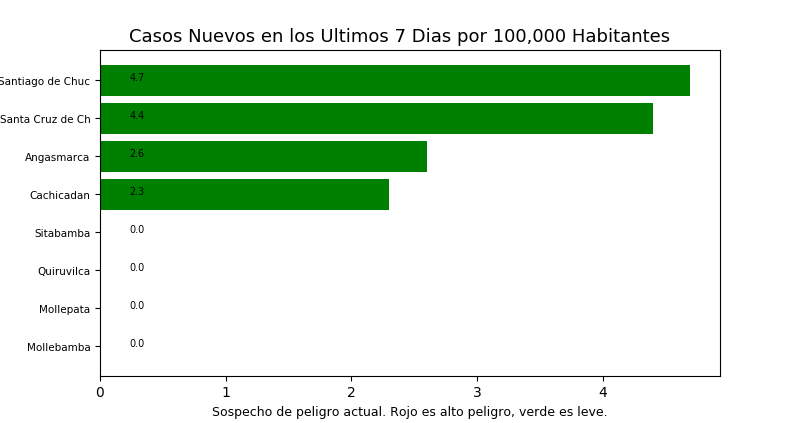 Casos Nuevos en los Ultimos 7 Dias por 100,000 Habitantes
Santiago de Chuc 4.7
Santa Cruz de Ch 4.4
Angasmarca 2.6
Cachicadan 2.3
Sitabamba 0.0
Quiruvilca 0.0
Mollepata 0.0
Mollebamba 0.0
0 1 2 3 4
Sospecho de peligro actual. Rojo es alto peligro, verde es leve.